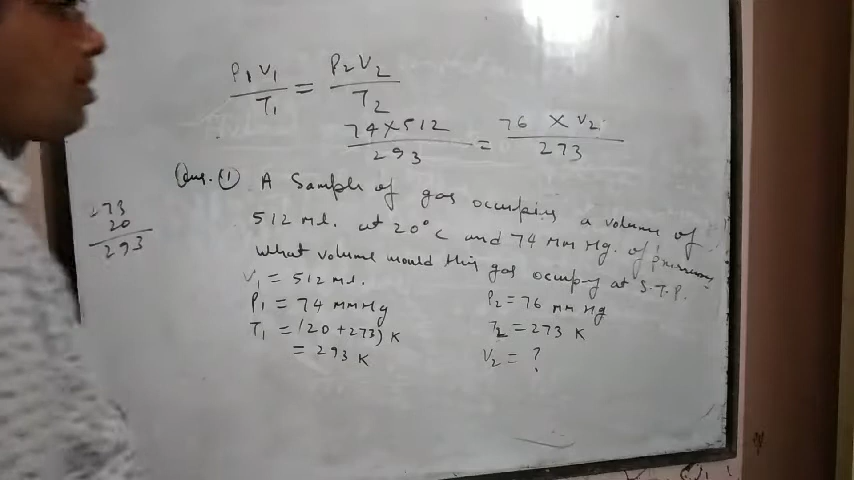 P1V1 / T1 = P2V2 / T2
74×512 / 293 = 76 × V2 / 273
Ques. ① A Sample of gas occupying a volume of
512 ml. at 20°C and 74 mm Hg. of pressure
What volume would this gas occupy at S.T.P.
273
20
293
V1 = 512 ml.
P1 = 74 mmHg
T1 = (20 + 273) K
= 293 K
P2 = 76 mm Hg
T2 = 273 K
V2 = ?